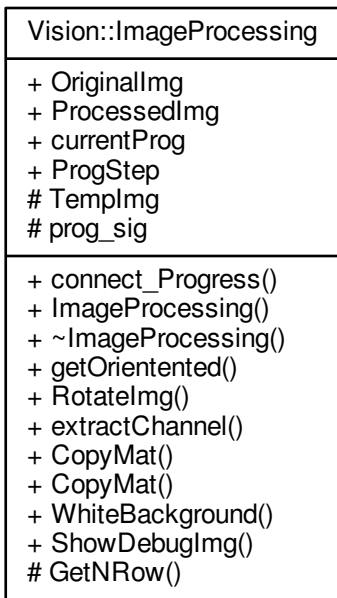 Vision::ImageProcessing
+ OriginalImg
+ ProcessedImg
+ currentProg
+ ProgStep
# TempImg
# prog_sig
+ connect_Progress()
+ ImageProcessing()
+ ~ImageProcessing()
+ getOrientented()
+ RotateImg()
+ extractChannel()
+ CopyMat()
+ CopyMat()
+ WhiteBackground()
+ ShowDebugImg()
# GetNRow()